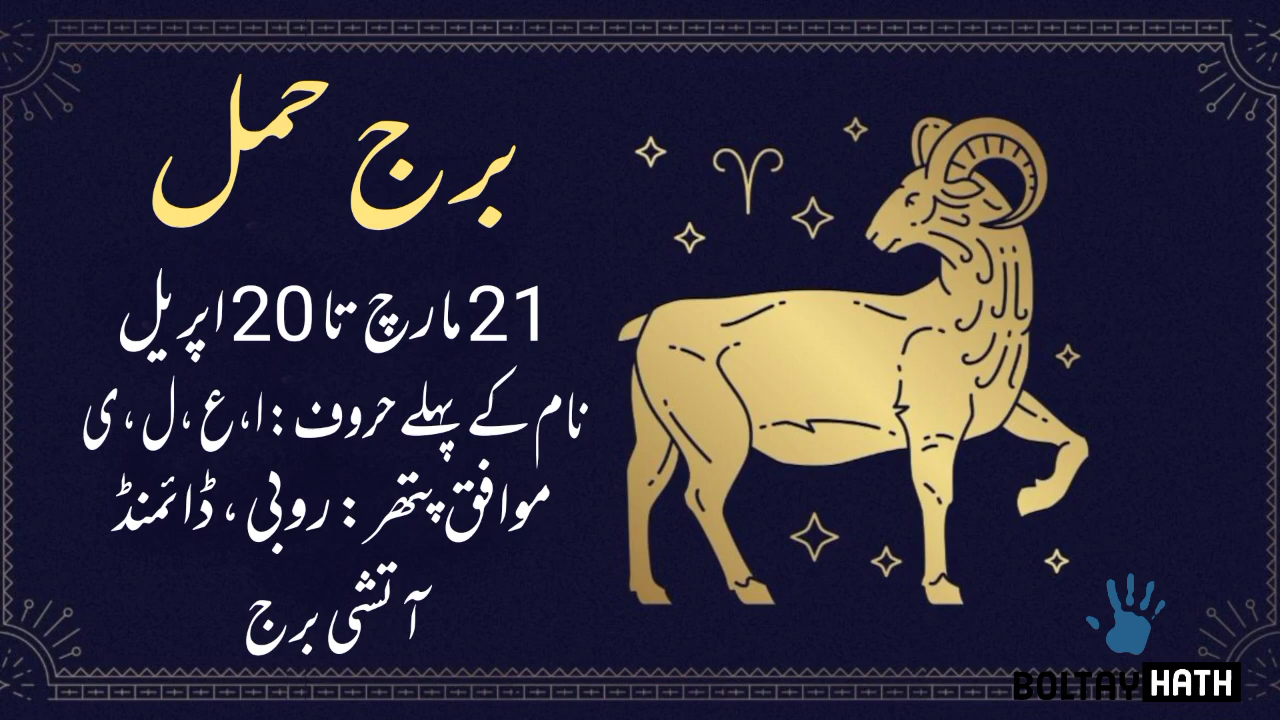 برج حمل
21 مارچ تا 20 اپریل
نام کے پہلے حروف : ا، ع ، ل ، ی
موافق پتھر : روبی ، ڈائمنڈ
آتشی برج
BOLTAY HATH